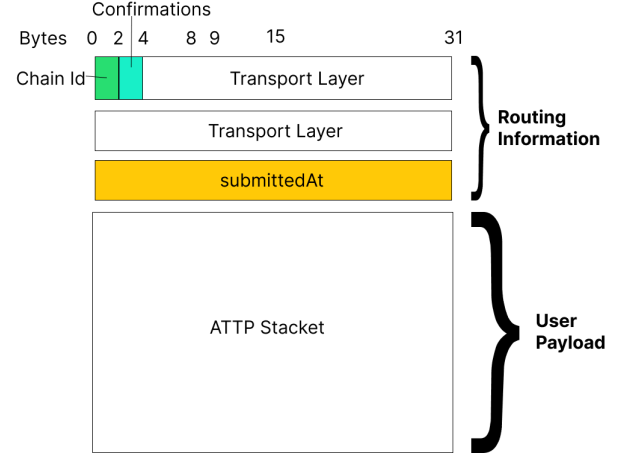 Confirmations
Bytes 0 2 4 8 9 15 31
Chain Id
Transport Layer
Transport Layer
submittedAt
Routing
Information
ATTP Stacket
User
Payload